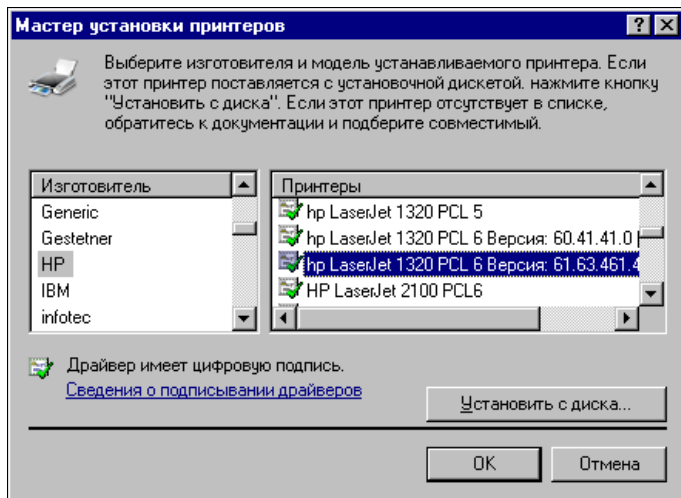 Мастер установки принтеров
Выберите изготовителя и модель устанавливаемого принтера. Если
этот принтер поставляется с установочной дискетой. нажмите кнопку
"Установить с диска". Если этот принтер отсутствует в списке,
обратитесь к документации и подберите совместимый.
Изготовитель
Generic
Gestetner
HP
IBM
infotec
Принтеры
hp LaserJet 1320 PCL 5
hp LaserJet 1320 PCL 6 Версия: 60.41.41.0
hp LaserJet 1320 PCL 6 Версия: 61.63.461.4
HP LaserJet 2100 PCL6
Драйвер имеет цифровую подпись.
Сведения о подписывании драйверов
Установить с диска...
OK
Отмена